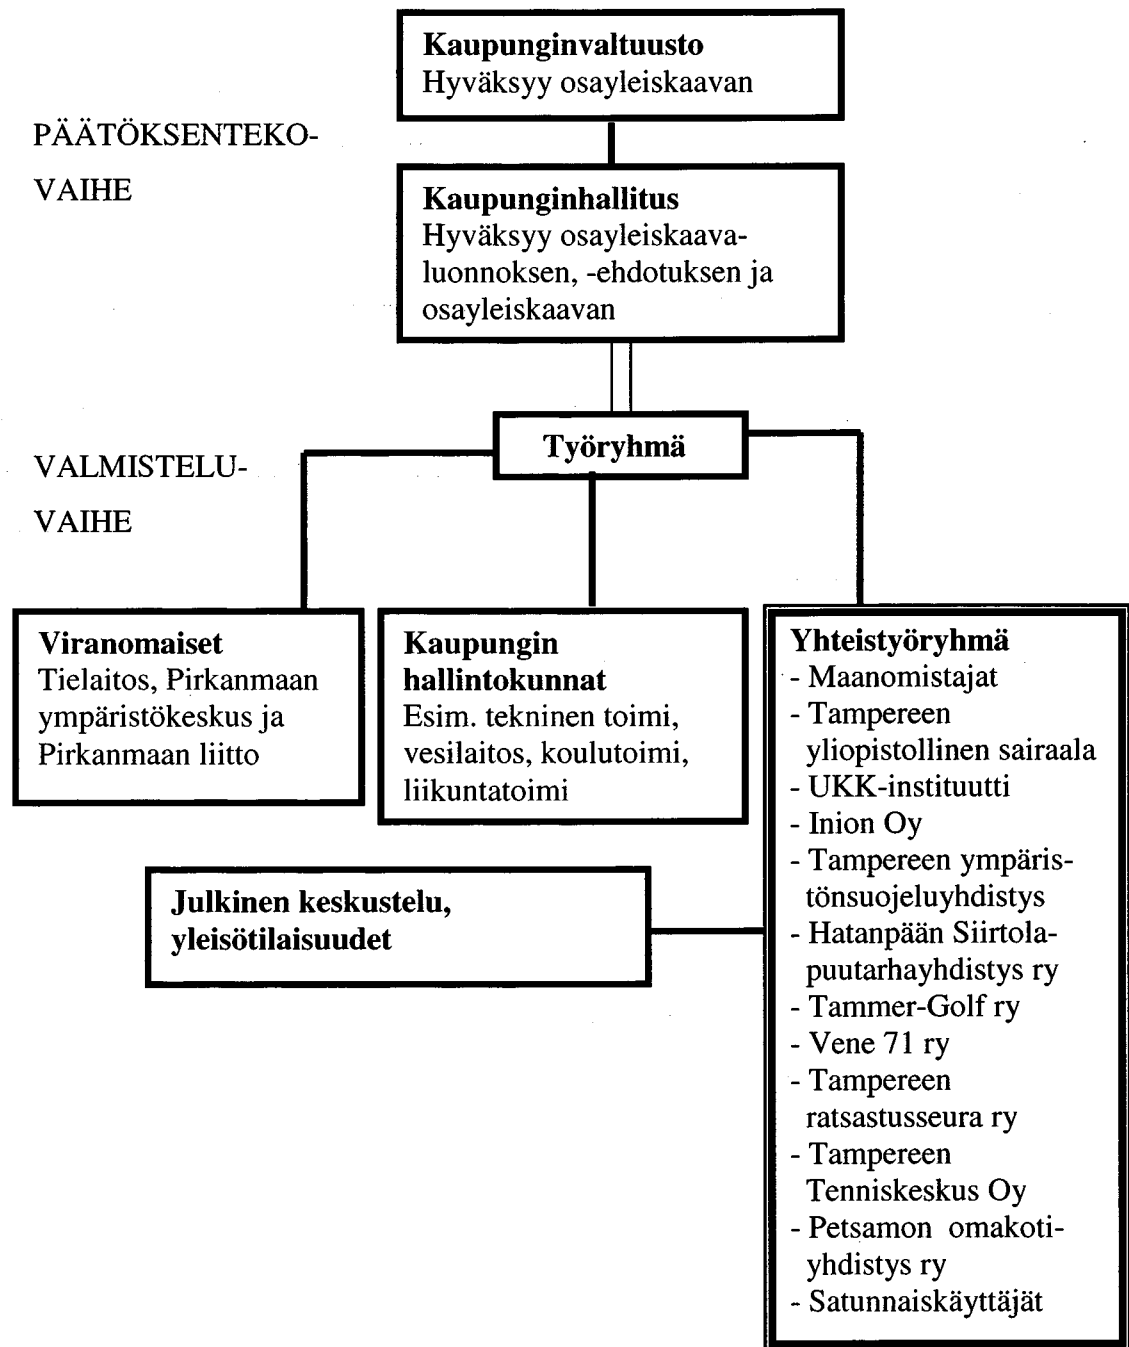 Kaupunginvaltuusto
Hyväksyy osayleiskaavan
PÄÄTÖKSENTEKO-
VAIHE
Kaupunginhallitus
Hyväksyy osayleiskaava-
luonnoksen, -ehdotuksen ja
osayleiskaavan
Työryhmä
VALMISTELU-
VAIHE
Viranomaiset
Tielaitos, Pirkanmaan
ympäristökeskus ja
Pirkanmaan liitto
Kaupungin
hallintokunnat
Esim. tekninen toimi,
vesilaitos, koulutoimi,
liikuntatoimi
Yhteistyöryhmä
- Maanomistajat
- Tampereen
yliopistollinen sairaala
- UKK-instituutti
- Inion Oy
- Tampereen ympäris-
tönsuojeluyhdistys
- Hatanpään Siirtola-
puutarhayhdistys ry
- Tammer-Golf ry
- Vene 71 ry
- Tampereen
ratsastusseura ry
- Tampereen
Tenniskeskus Oy
- Petsamon omakoti-
yhdistys ry
- Satunnaiskäyttäjät
Julkinen keskustelu,
yleisötilaisuudet